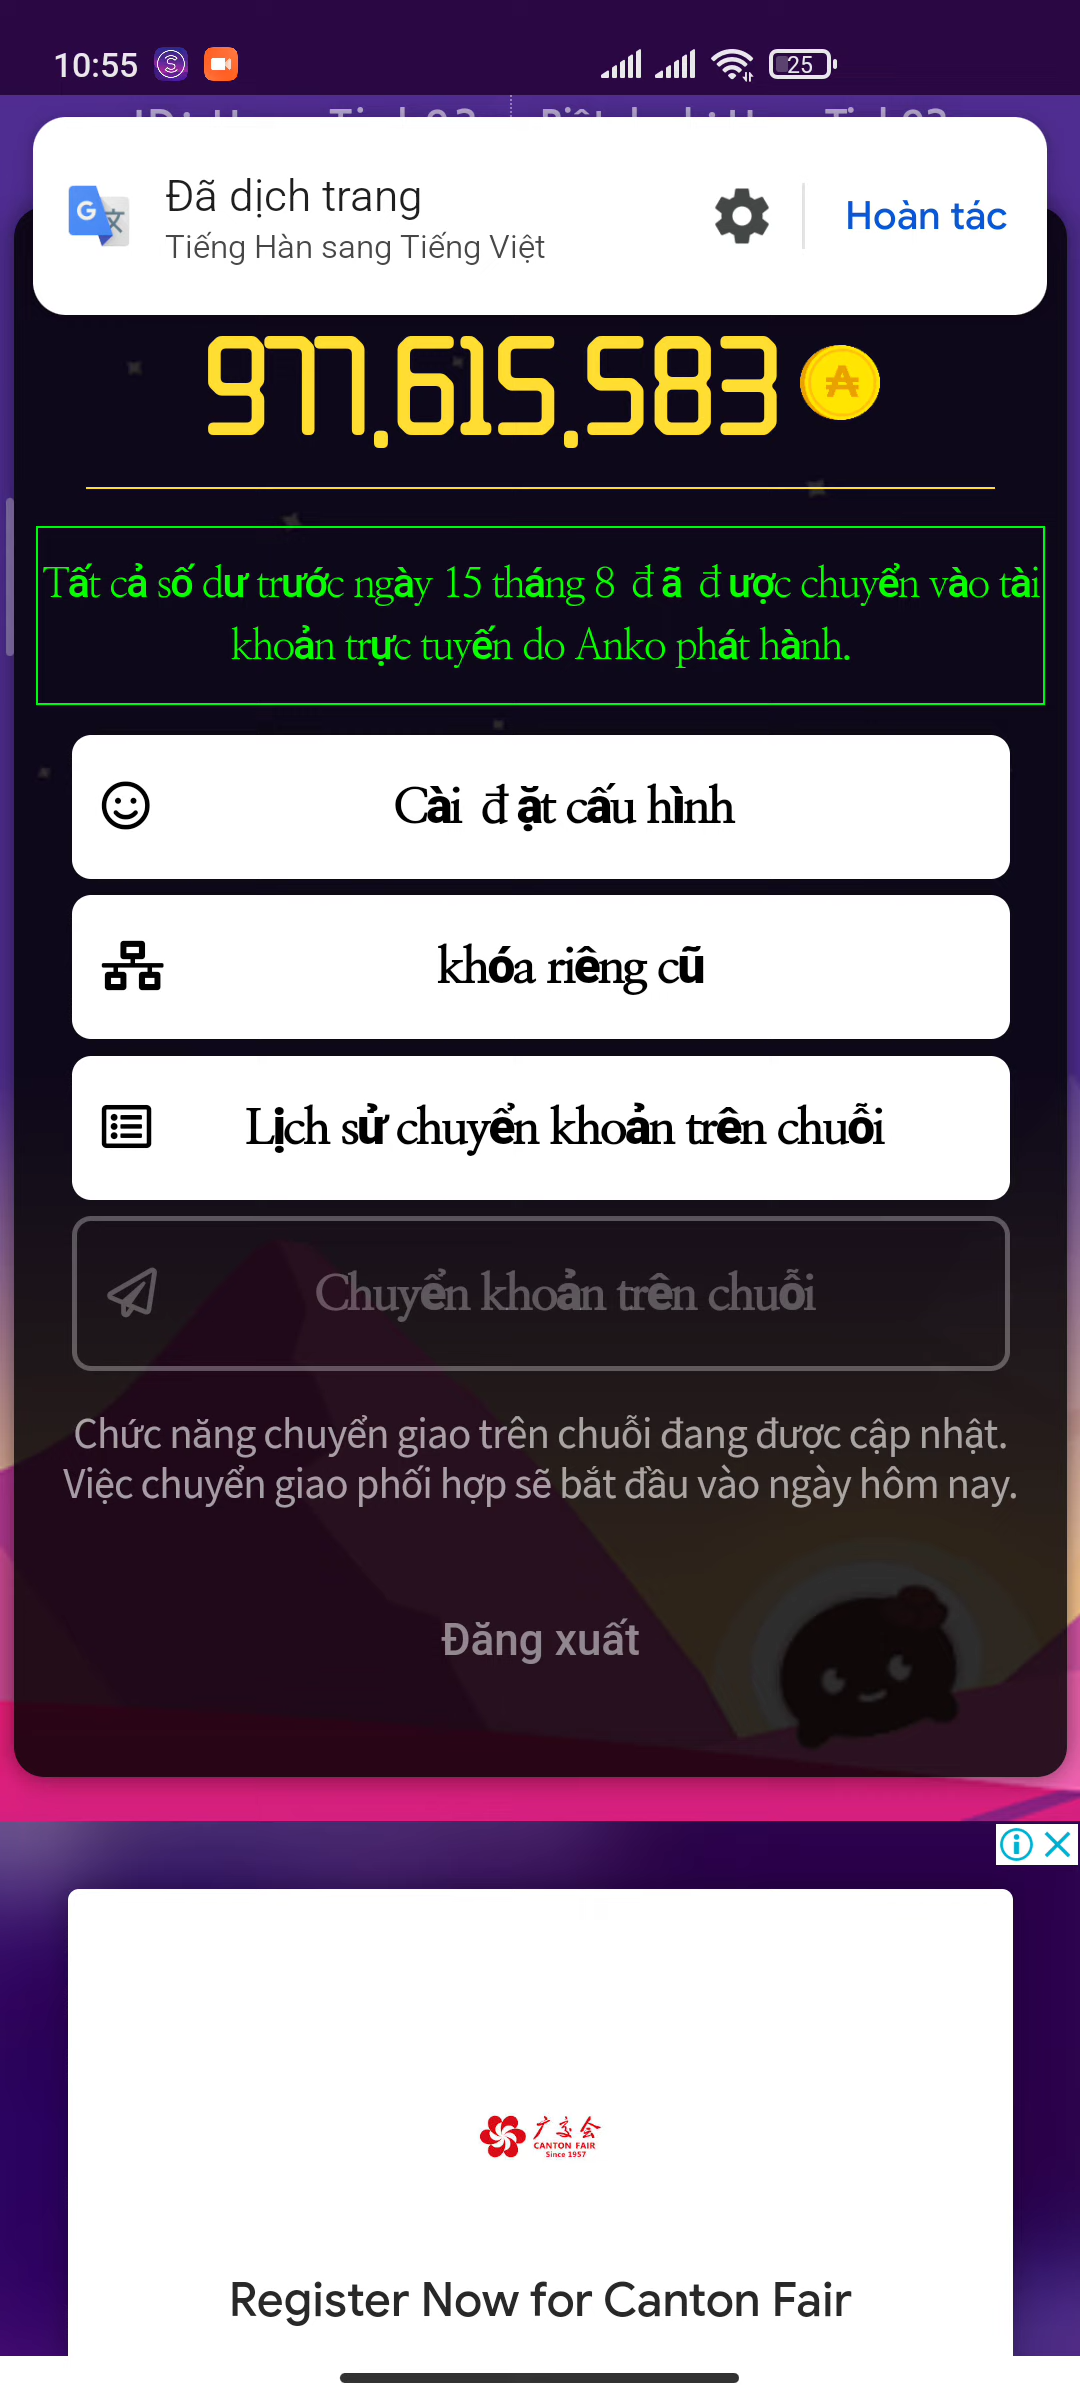 10:55
25
Đã dịch trang
Tiếng Hàn sang Tiếng Việt
Hoàn tác
977.615.583
Tất cả số dư trước ngày 15 tháng 8 đã được chuyển vào tài
khoản trực tuyến do Anko phát hành.
Cài đặt cấu hình
khóa riêng cũ
Lịch sử chuyển khoản trên chuỗi
Chuyển khoản trên chuỗi
Chức năng chuyển giao trên chuỗi đang được cập nhật.
Việc chuyển giao phối hợp sẽ bắt đầu vào ngày hôm nay.
Đăng xuất
广交会
CANTON FAIR
Since 1957
Register Now for Canton Fair